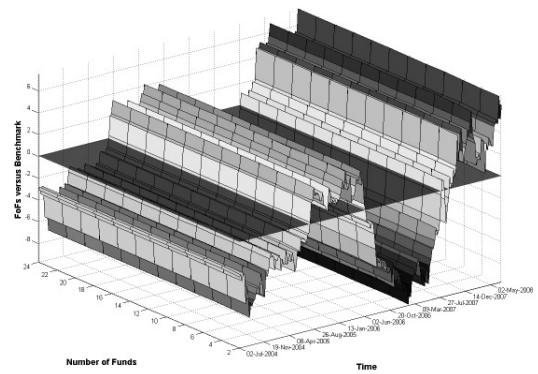 6
4
2
0
-2
-4
-6
-8
FoFs versus Benchmark
24
22
20
18
16
14
12
10
8
6
4
2
Number of Funds
02-Jul-2004
19-Nov-2004
08-Apr-2005
26-Aug-2005
13-Jan-2006
02-Jun-2006
20-Oct-2006
09-Mar-2007
27-Jul-2007
14-Dec-2007
02-May-2008
Time